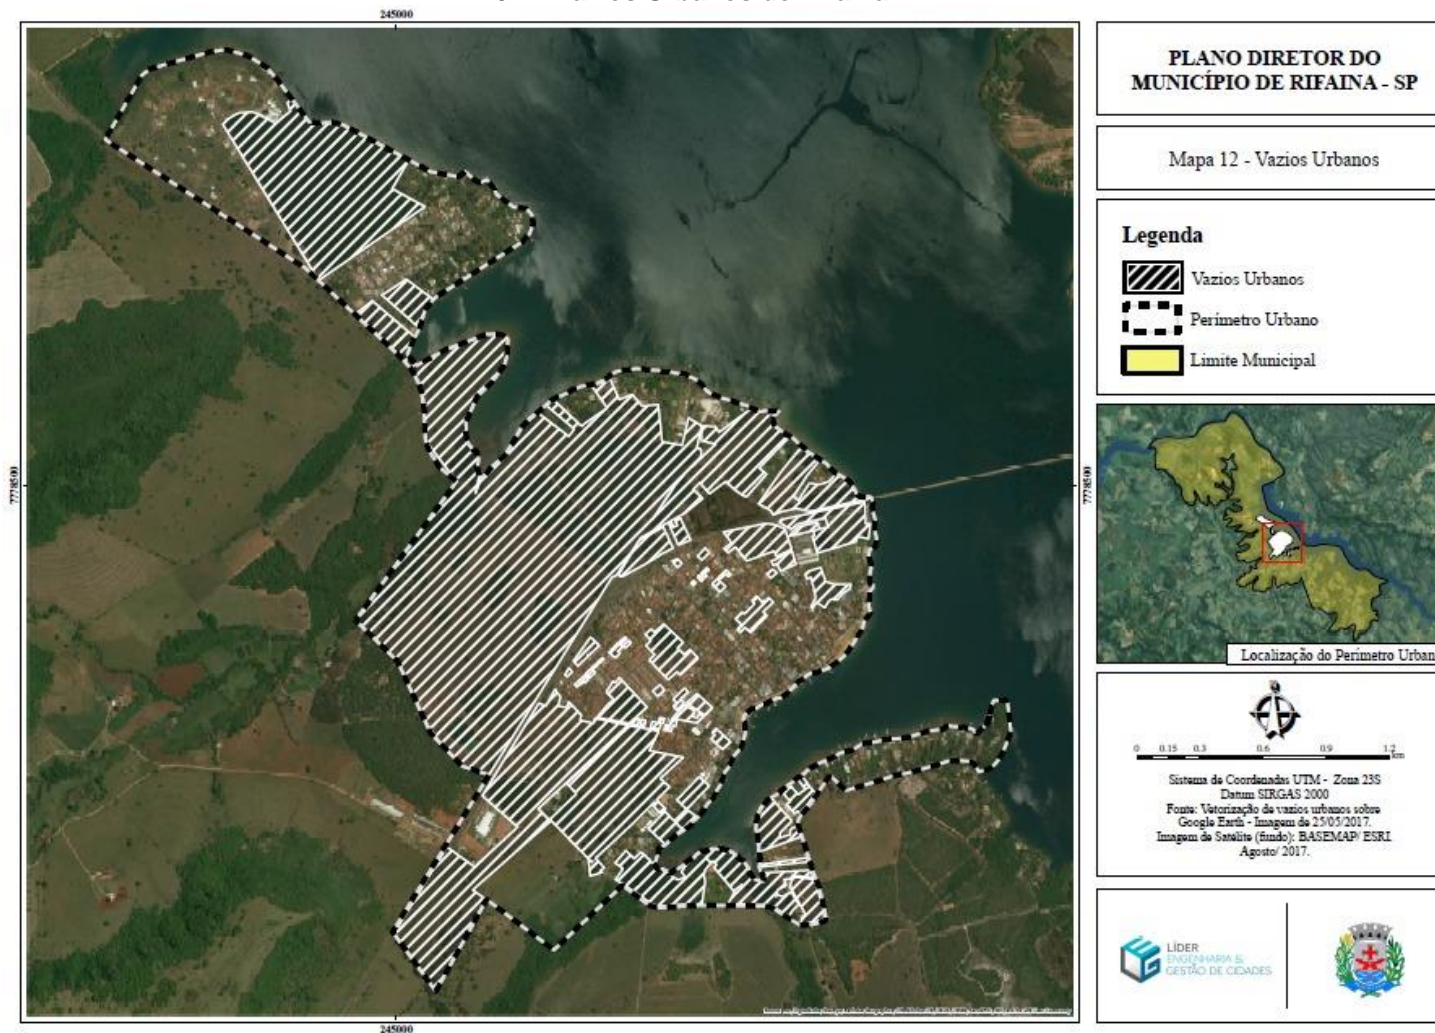 245000
PLANO DIRETOR DO
MUNICÍPIO DE RIFAINA - SP
Mapa 12 - Vazios Urbanos
Legenda
Vazios Urbanos
Perímetro Urbano
Limite Municipal
7778500
7778500
Localização do Perímetro Urban
0 0.15 0.3 0.6 0.9 1.2
km
Sistema de Coordenadas UTM - Zona 23S
Datum SIRGAS 2000
Fonte: Vetorização de vazios urbanos sobre
Google Earth - Imagem de 25/05/2017.
Imagem de Satélite (fundo): BASEMAP/ ESRI.
Agosto/ 2017.
LÍDER
ENGENHARIA &
GESTÃO DE CIDADES
245000